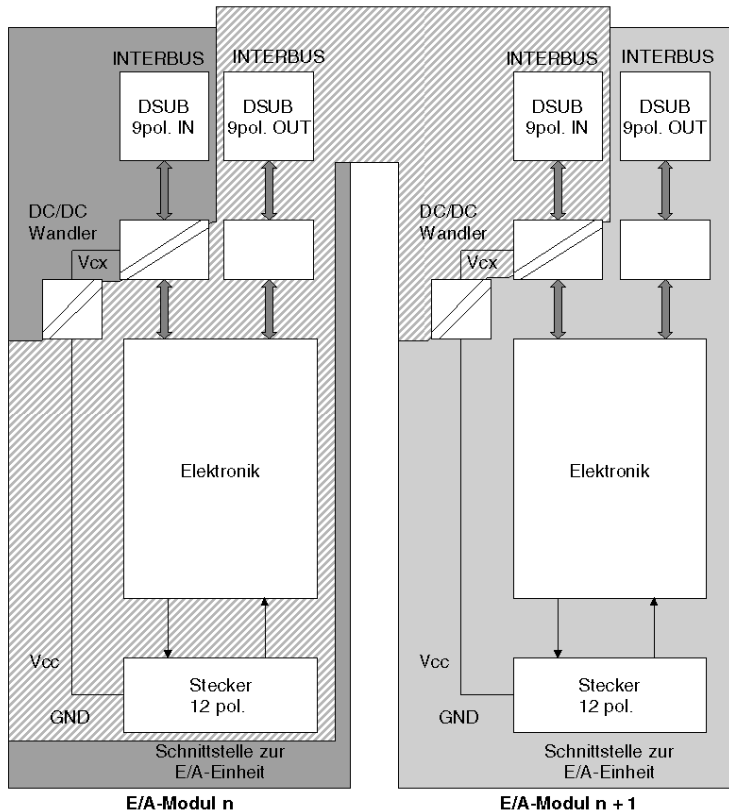 INTERBUS
INTERBUS
DSUB
9pol. IN
DSUB
9pol. OUT
DC/DC
Wandler
Vcx
Elektronik
Vcc
GND
Stecker
12 pol.
Schnittstelle zur
E/A-Einheit
E/A-Modul n
INTERBUS
INTERBUS
DSUB
9pol. IN
DSUB
9pol. OUT
DC/DC
Wandler
Vcx
Elektronik
Vcc
GND
Stecker
12 pol.
Schnittstelle zur
E/A-Einheit
E/A-Modul n + 1